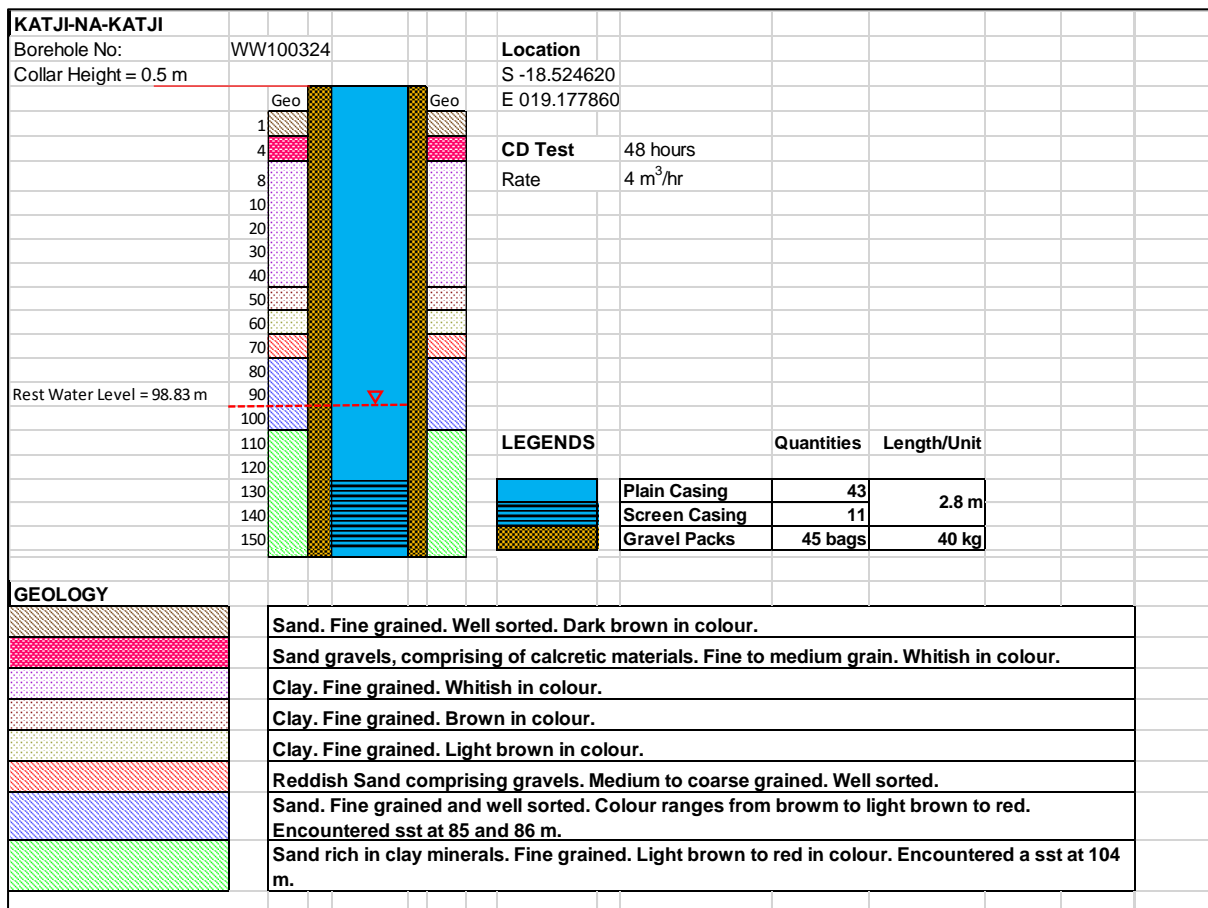 KATJI-NA-KATJI
Borehole No: WW100324 Location
Collar Height = 0.5 m S -18.524620
Geo Geo E 019.177860
1
4 CD Test 48 hours
8 Rate 4 m³/hr
10
20
30
40
50
60
70
80
Rest Water Level = 98.83 m 90
100
110 LEGENDS Quantities Length/Unit
120
130 Plain Casing 43 2.8 m
140 Screen Casing 11
150 Gravel Packs 45 bags 40 kg
GEOLOGY
Sand. Fine grained. Well sorted. Dark brown in colour.
Sand gravels, comprising of calcretic materials. Fine to medium grain. Whitish in colour.
Clay. Fine grained. Whitish in colour.
Clay. Fine grained. Brown in colour.
Clay. Fine grained. Light brown in colour.
Reddish Sand comprising gravels. Medium to coarse grained. Well sorted.
Sand. Fine grained and well sorted. Colour ranges from browm to light brown to red.
Encountered sst at 85 and 86 m.
Sand rich in clay minerals. Fine grained. Light brown to red in colour. Encountered a sst at 104
m.